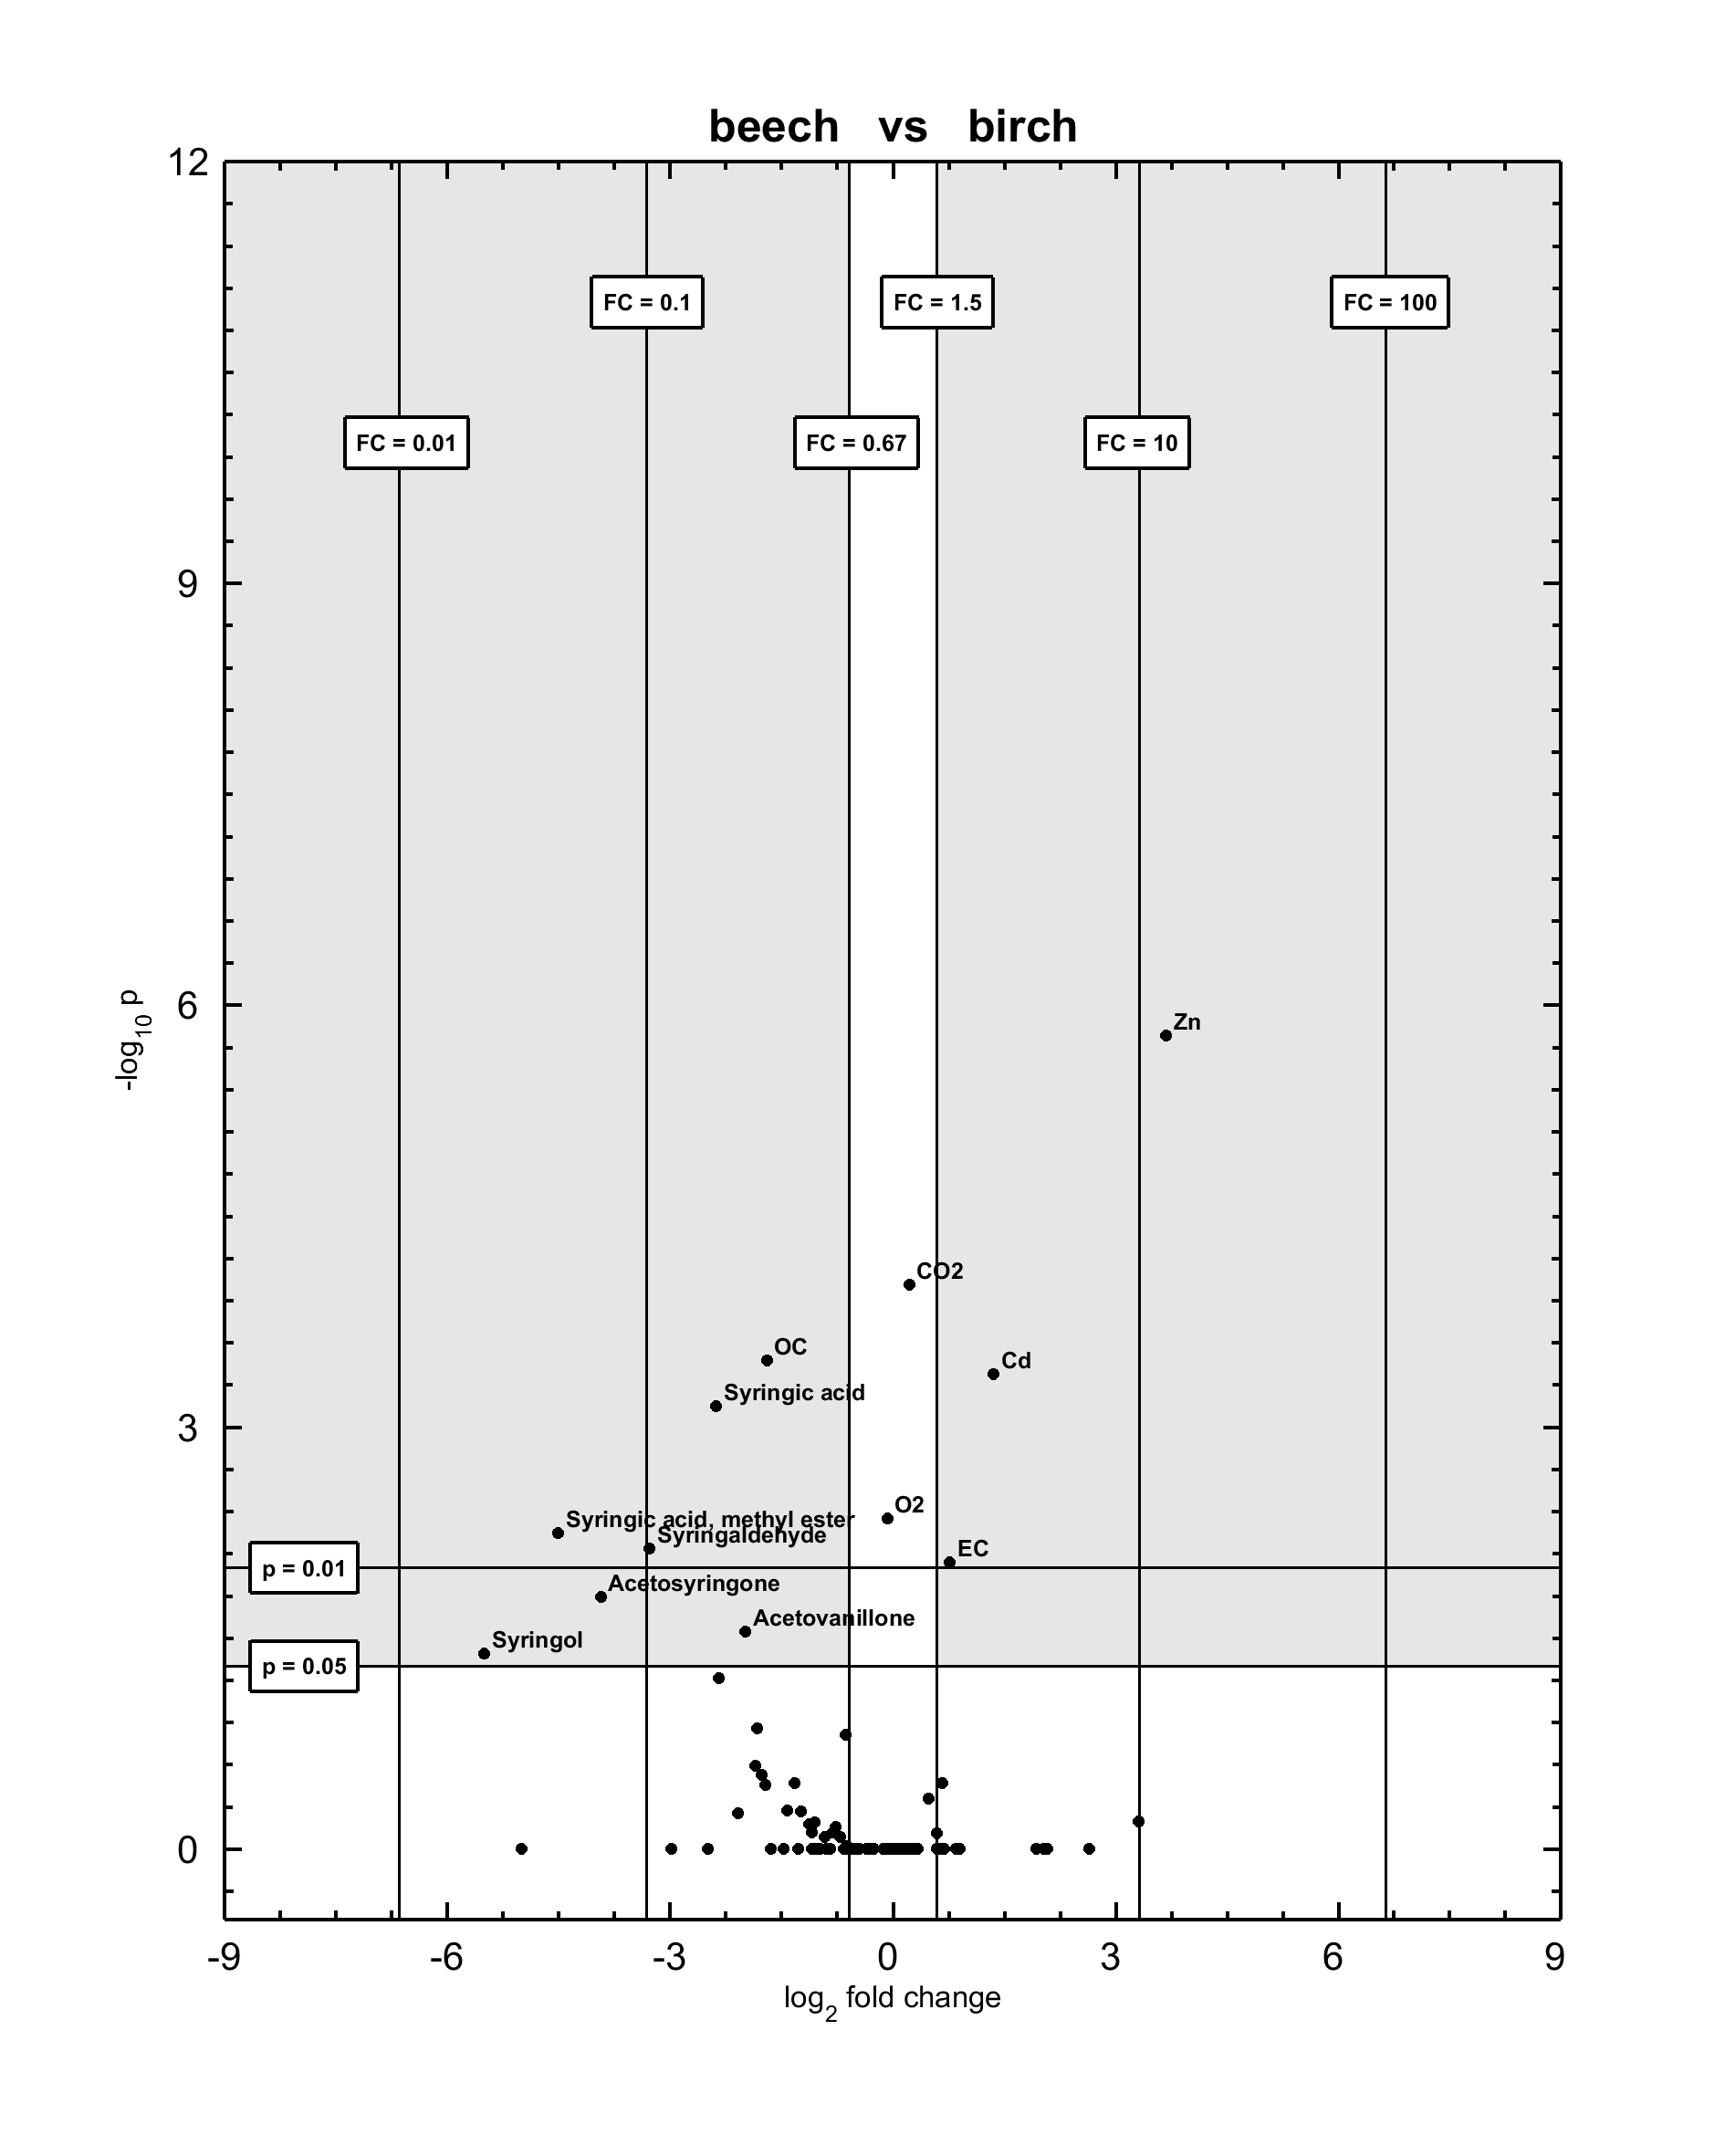 beech vs birch
12
FC = 0.1
FC = 1.5
FC = 100
FC = 0.01
FC = 0.67
FC = 10
9
6
-log10 p
Zn
CO2
OC
Cd
Syringic acid
3
O2
Syringic acid, methyl ester
Syringaldehyde
EC
p = 0.01
Acetosyringone
Acetovanillone
Syringol
p = 0.05
0
-9 -6 -3 0 3 6 9
log2 fold change